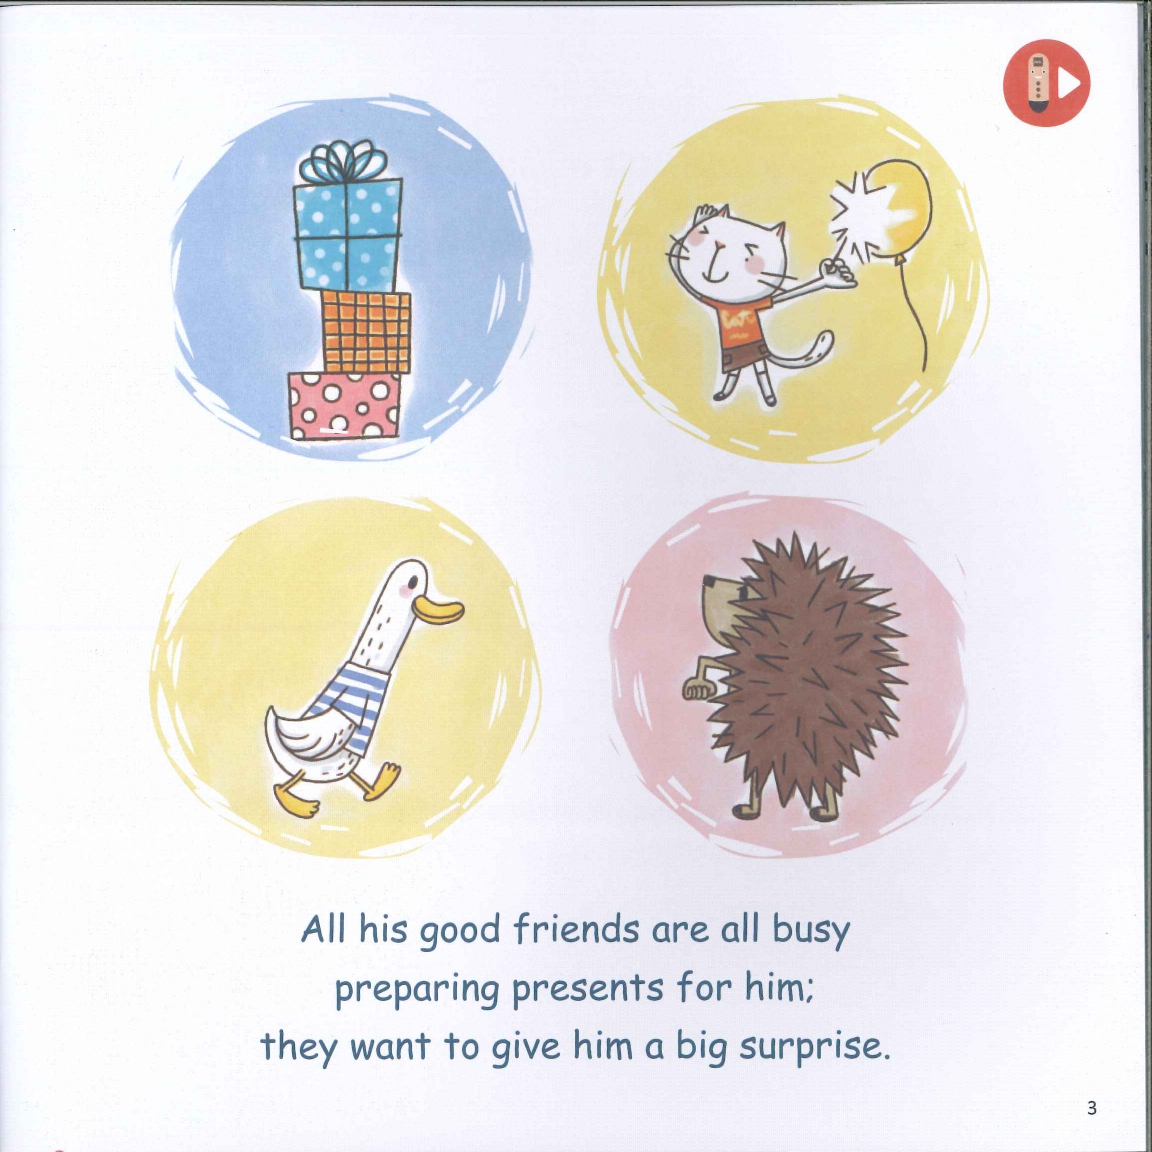 Cat
All his good friends are all busy
preparing presents for him;
they want to give him a big surprise.
3